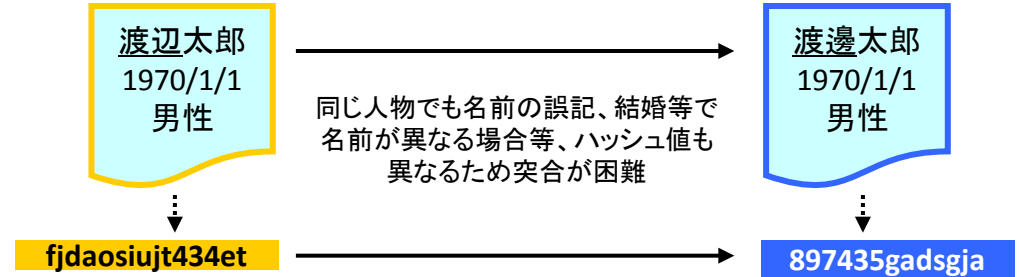 渡辺太郎
1970/1/1
男性
同じ人物でも名前の誤記、結婚等で
名前が異なる場合等、ハッシュ値も
異なるため突合が困難
渡邊太郎
1970/1/1
男性
fjdaosiujt434et
897435gadsgja